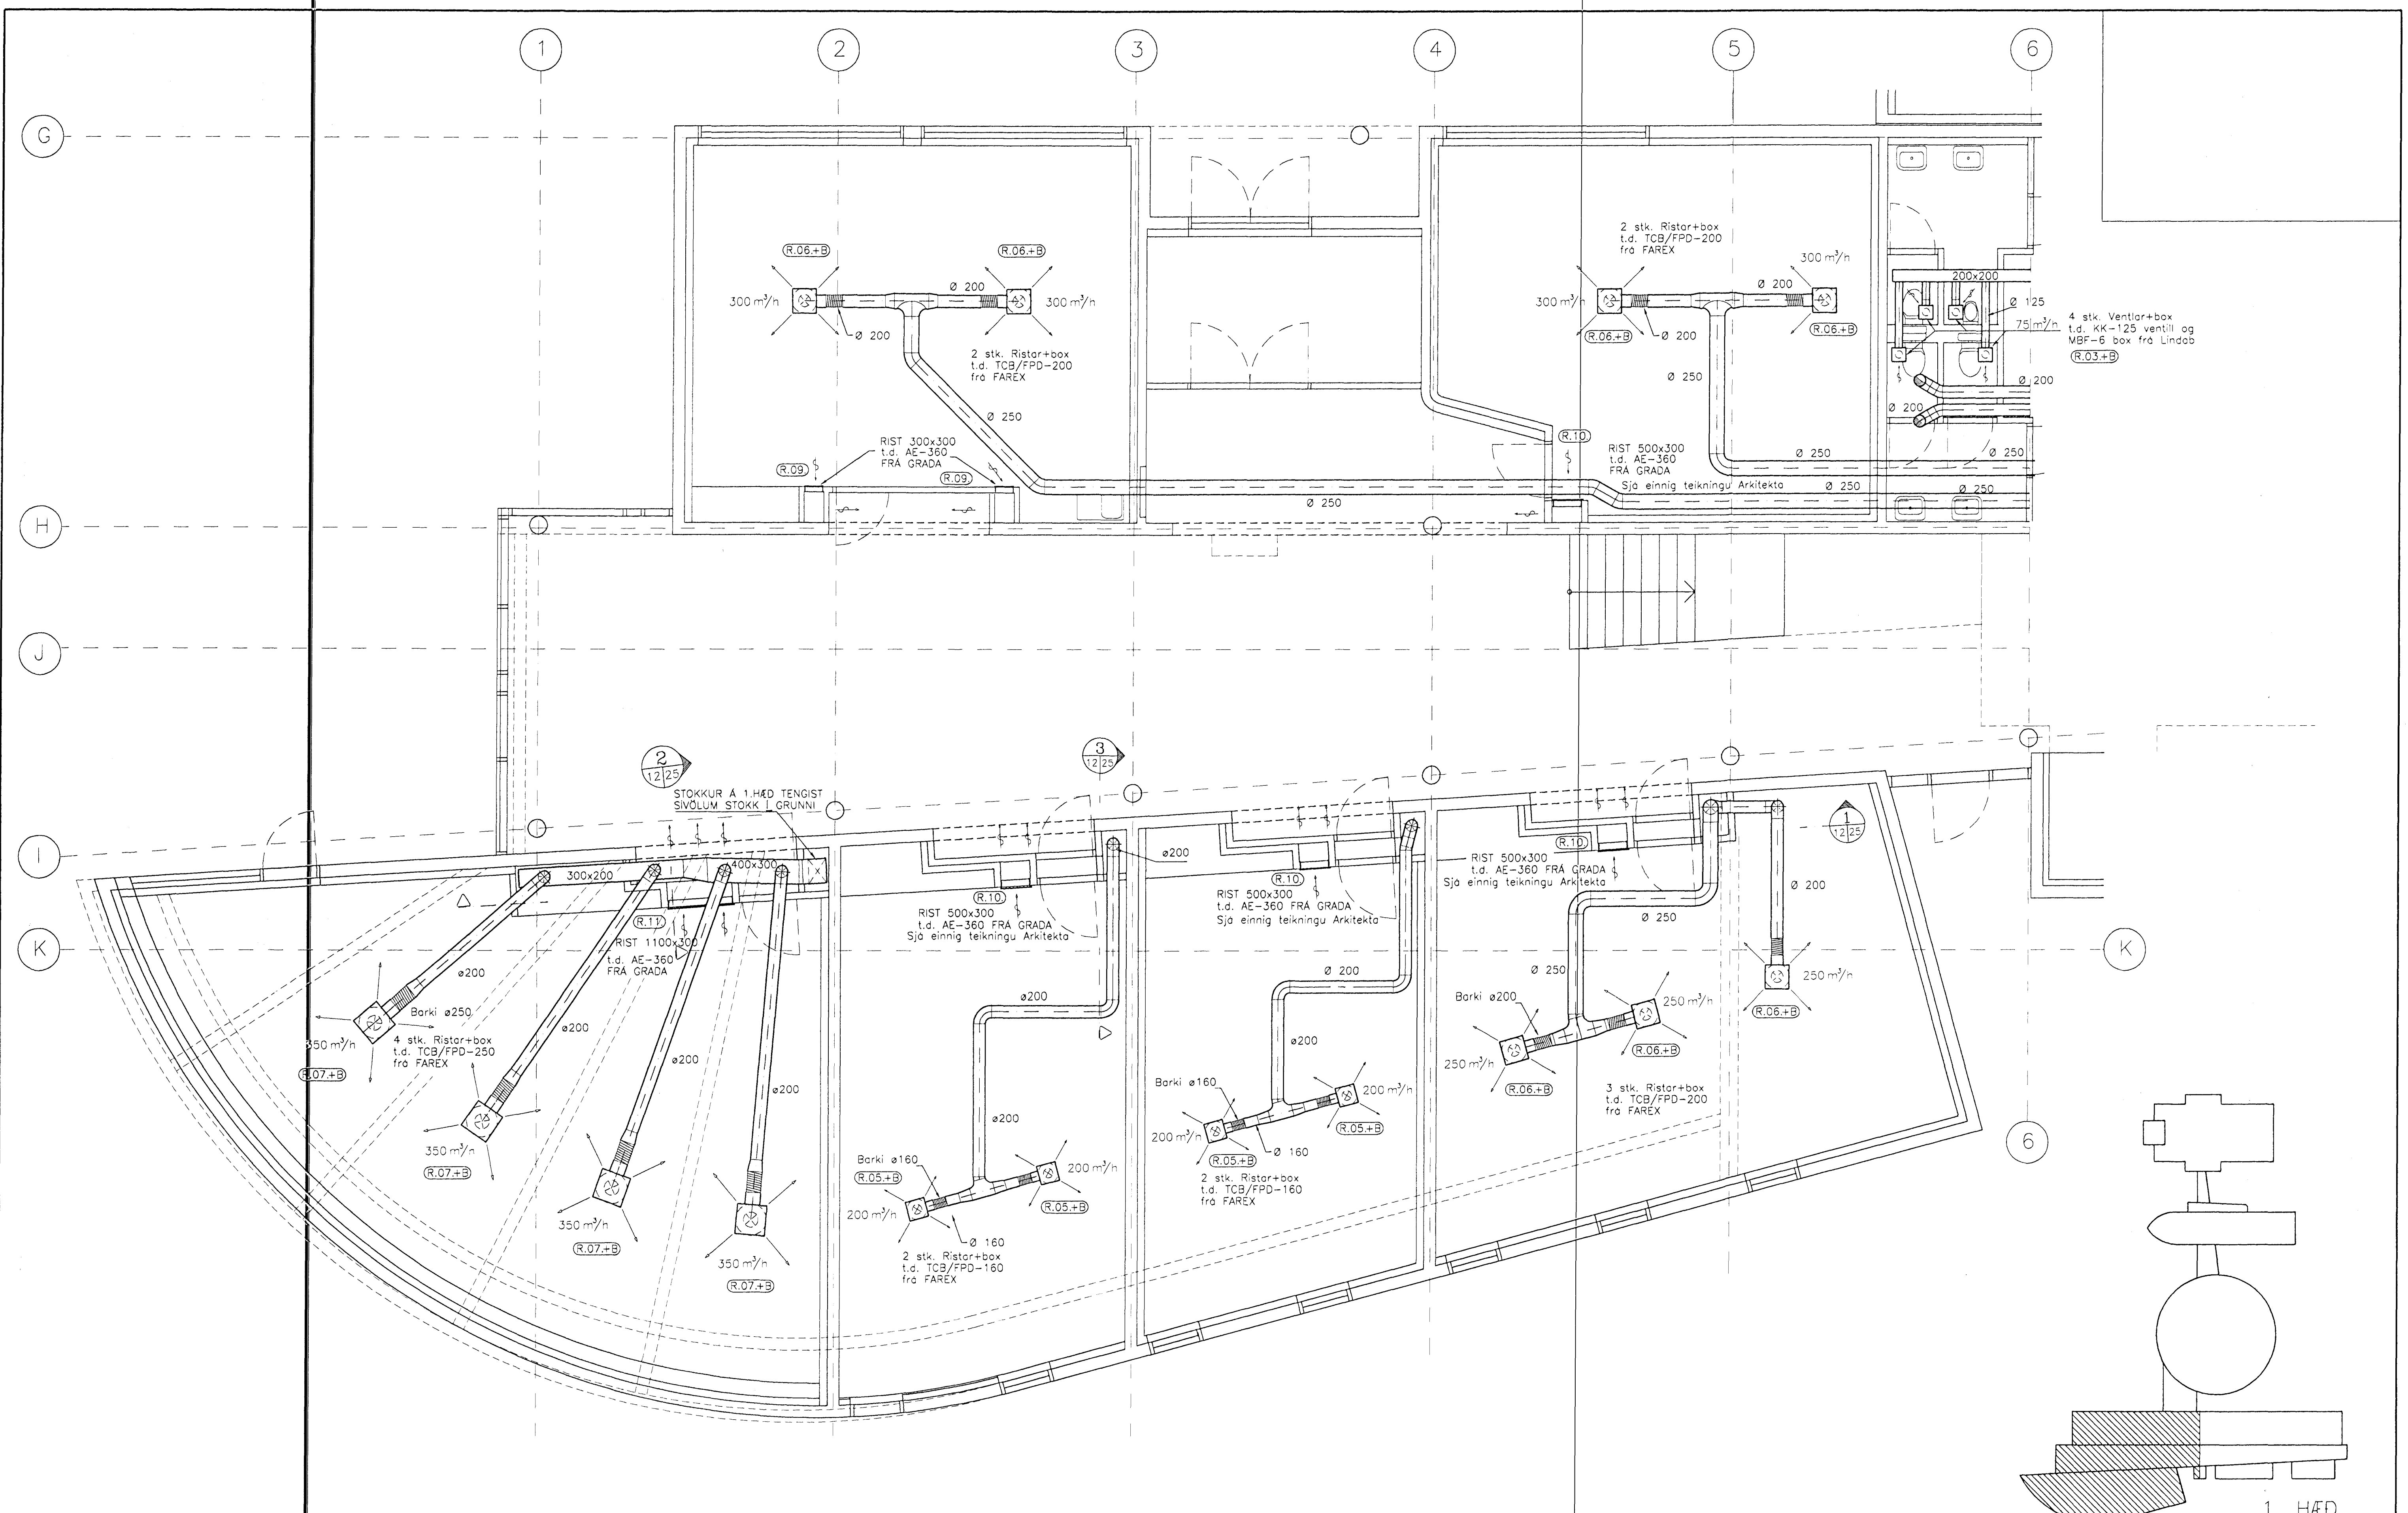 1
2
3
4
5
6
G
R.06.+B
R.06.+B
300 m³/h
Ø 200
300 m³/h
Ø 200
2 stk. Ristar+box
t.d. TCB/FPD-200
frá FAREX
Ø 250
RIST 300x300
t.d. AE-360
FRÁ GRADA
R.09.
R.09.
Ø 250
2 stk. Ristar+box
t.d. TCB/FPD-200
frá FAREX
300 m³/h
300 m³/h
Ø 200
R.06.+B
Ø 200
R.06.+B
Ø 250
R.10.
RIST 500x300
t.d. AE-360
FRÁ GRADA
Sjá einnig teikningu Arkitekta
Ø 250
Ø 250
Ø 250
Ø 250
200x200
Ø 125
75 m³/h
4 stk. Ventlar+box
t.d. KK-125 ventill og
MBF-6 box frá Lindab
R.03.+B
Ø 200
Ø 200
H
J
2
12 25
3
12 25
STOKKUR Á 1.HÆÐ TENGIST
SÍVÖLUM STOKK Í GRUNNI
1
12 25
I
300x200
400x300
R.11.
RIST 1100x300
t.d. AE-360
FRÁ GRADA
ø200
R.10.
RIST 500x300
t.d. AE-360 FRÁ GRADA
Sjá einnig teikningu Arkitekta
R.10.
RIST 500x300
t.d. AE-360 FRÁ GRADA
Sjá einnig teikningu Arkitekta
R.10.
RIST 500x300
t.d. AE-360 FRÁ GRADA
Sjá einnig teikningu Arkitekta
K
K
ø200
Barki ø250
350 m³/h
4 stk. Ristar+box
t.d. TCB/FPD-250
frá FAREX
R.07.+B
ø200
ø200
ø200
350 m³/h
R.07.+B
350 m³/h
R.07.+B
350 m³/h
R.07.+B
ø200
ø200
Barki ø160
R.05.+B
200 m³/h
200 m³/h
R.05.+B
Ø 160
2 stk. Ristar+box
t.d. TCB/FPD-160
frá FAREX
Ø 200
ø200
Barki ø160
200 m³/h
200 m³/h
R.05.+B
R.05.+B
Ø 160
2 stk. Ristar+box
t.d. TCB/FPD-160
frá FAREX
Ø 250
Ø 200
Ø 250
Barki ø200
250 m³/h
250 m³/h
250 m³/h
R.06.+B
R.06.+B
R.06.+B
3 stk. Ristar+box
t.d. TCB/FPD-200
frá FAREX
6
1. HÆÐ